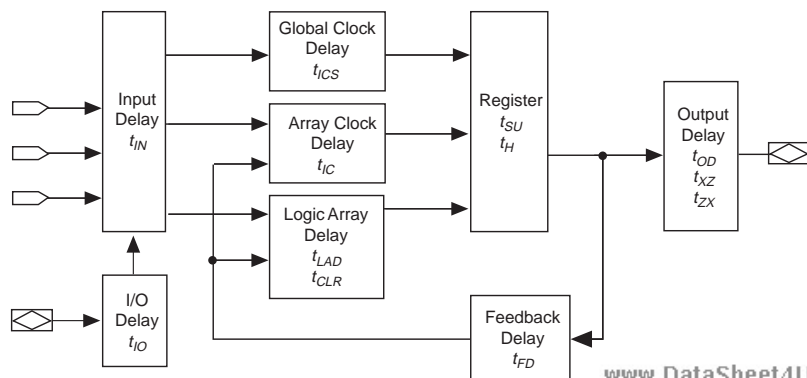 Input
Delay
tIN
Global Clock
Delay
tICS
Array Clock
Delay
tIC
Logic Array
Delay
tLAD
tCLR
Register
tSU
tH
Output
Delay
tOD
tXZ
tZX
I/O
Delay
tIO
Feedback
Delay
tFD
www.DataSheet4U